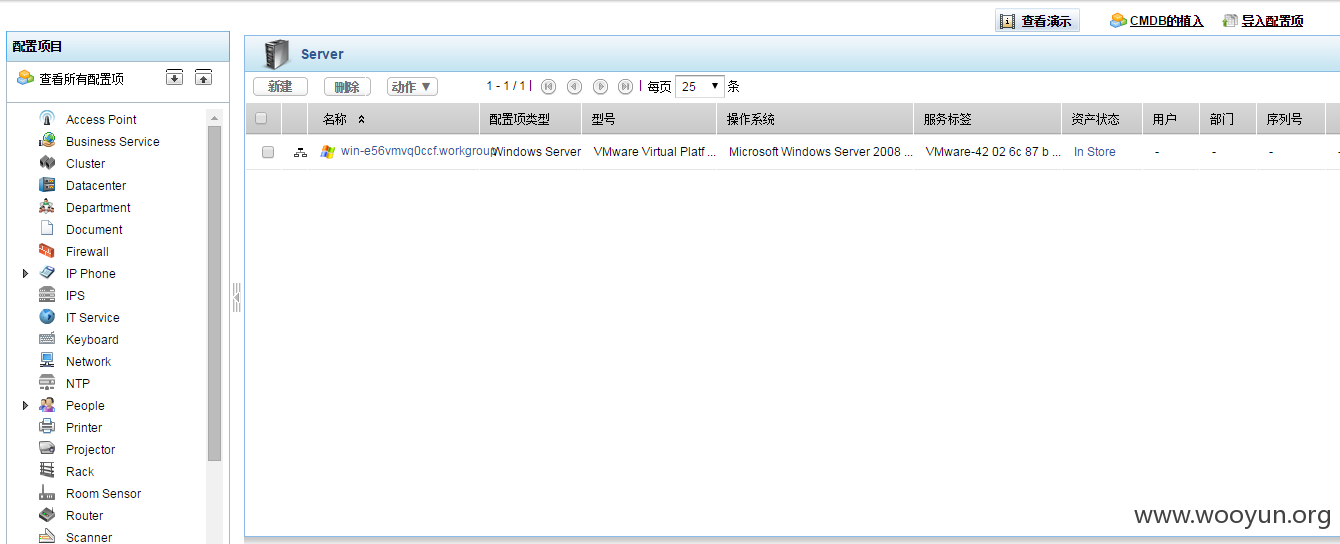 查看演示 CMDB的植入 导入配置项
配置项目
查看所有配置项
Access Point
Business Service
Cluster
Datacenter
Department
Document
Firewall
IP Phone
IPS
IT Service
Keyboard
Network
NTP
People
Printer
Projector
Rack
Room Sensor
Router
Scanner
Server
新建 删除 动作 ▼ 1 - 1 / 1 每页 25 条
名称 配置项类型 型号 操作系统 服务标签 资产状态 用户 部门 序列号
win-e56vmvq0ccf.workgroup Windows Server VMware Virtual Platf ... Microsoft Windows Server 2008 ... VMware-42 02 6c 87 b ... In Store - - -
www.wooyun.org